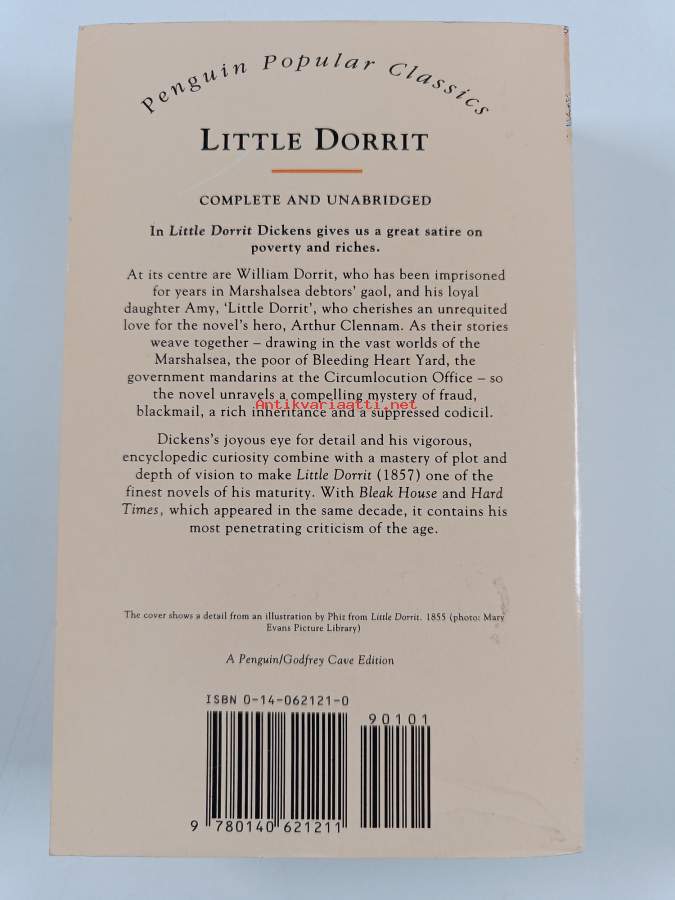 Penguin Popular Classics
LITTLE DORRIT
COMPLETE AND UNABRIDGED
In Little Dorrit Dickens gives us a great satire on
poverty and riches.
At its centre are William Dorrit, who has been imprisoned
for years in Marshalsea debtors' gaol, and his loyal
daughter Amy, 'Little Dorrit', who cherishes an unrequited
love for the novel's hero, Arthur Clennam. As their stories
weave together – drawing in the vast worlds of the
Marshalsea, the poor of Bleeding Heart Yard, the
government mandarins at the Circumlocution Office – so
the novel unravels a compelling mystery of fraud,
Antikvariaatti.net
blackmail, a rich inheritance and a suppressed codicil.
Dickens's joyous eye for detail and his vigorous,
encyclopedic curiosity combine with a mastery of plot and
depth of vision to make Little Dorrit (1857) one of the
finest novels of his maturity. With Bleak House and Hard
Times, which appeared in the same decade, it contains his
most penetrating criticism of the age.
The cover shows a detail from an illustration by Phiz from Little Dorrit. 1855 (photo: Mary
Evans Picture Library)
A Penguin/Godfrey Cave Edition
ISBN 0-14-062121-0
90101
9 780140 621211